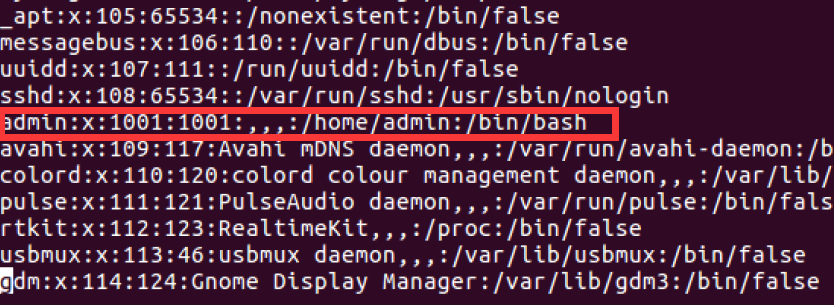 _apt:x:105:65534::/nonexistent:/bin/false
messagebus:x:106:110::/var/run/dbus:/bin/false
uuidd:x:107:111::/run/uuidd:/bin/false
sshd:x:108:65534::/var/run/sshd:/usr/sbin/nologin
admin:x:1001:1001:,,,:/home/admin:/bin/bash
avahi:x:109:117:Avahi mDNS daemon,,,:/var/run/avahi-daemon:/b
colord:x:110:120:colord colour management daemon,,,:/var/lib/
pulse:x:111:121:PulseAudio daemon,,,:/var/run/pulse:/bin/fals
rtkit:x:112:123:RealtimeKit,,,:/proc:/bin/false
usbmux:x:113:46:usbmux daemon,,,:/var/lib/usbmux:/bin/false
gdm:x:114:124:Gnome Display Manager:/var/lib/gdm3:/bin/false